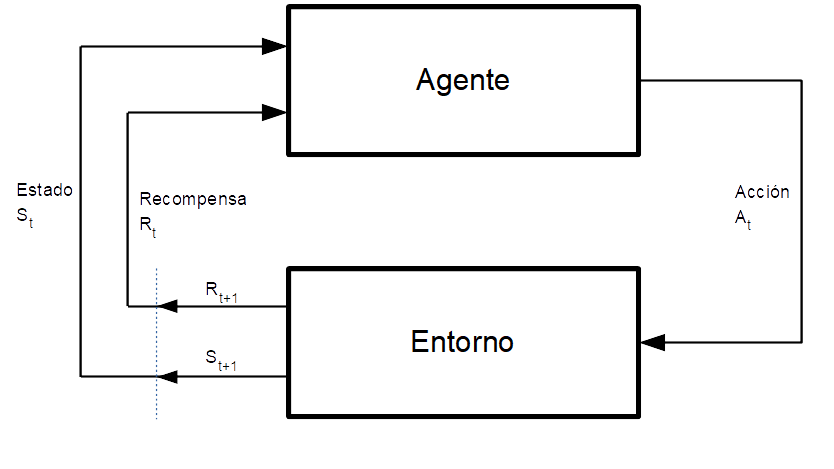 Agente
Estado
St
Recompensa
Rt
Acción
At
Rt+1
Entorno
St+1